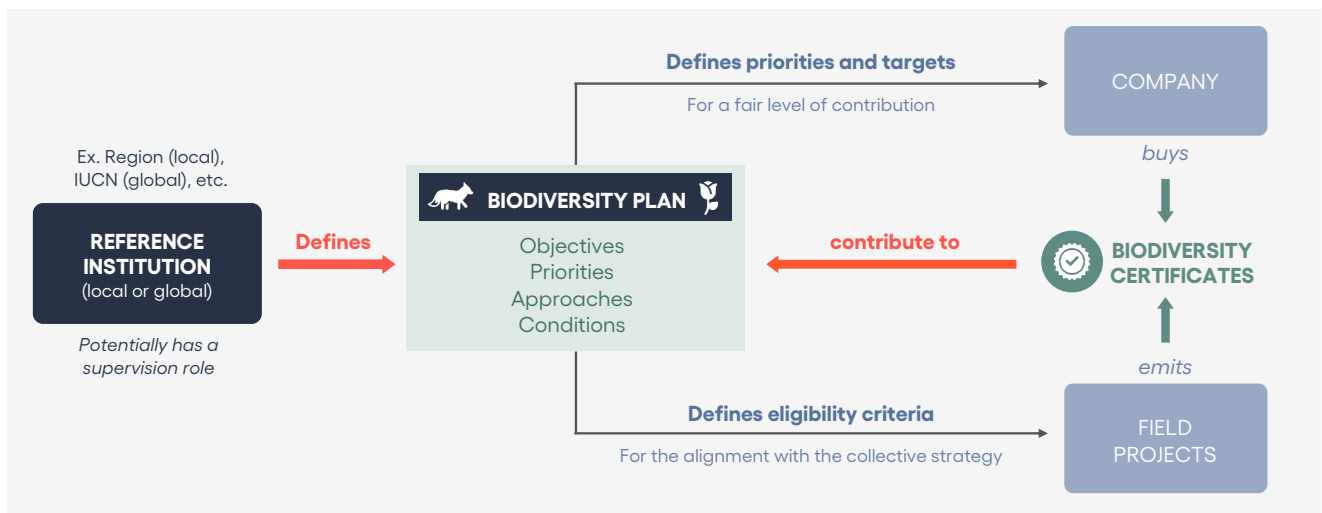 Ex. Region (local),
IUCN (global), etc.
REFERENCE
INSTITUTION
(local or global)
Potentially has a
supervision role
Defines
BIODIVERSITY PLAN
Objectives
Priorities
Approaches
Conditions
Defines priorities and targets
For a fair level of contribution
COMPANY
buys
contribute to
BIODIVERSITY
CERTIFICATES
emits
Defines eligibility criteria
For the alignment with the collective strategy
FIELD
PROJECTS